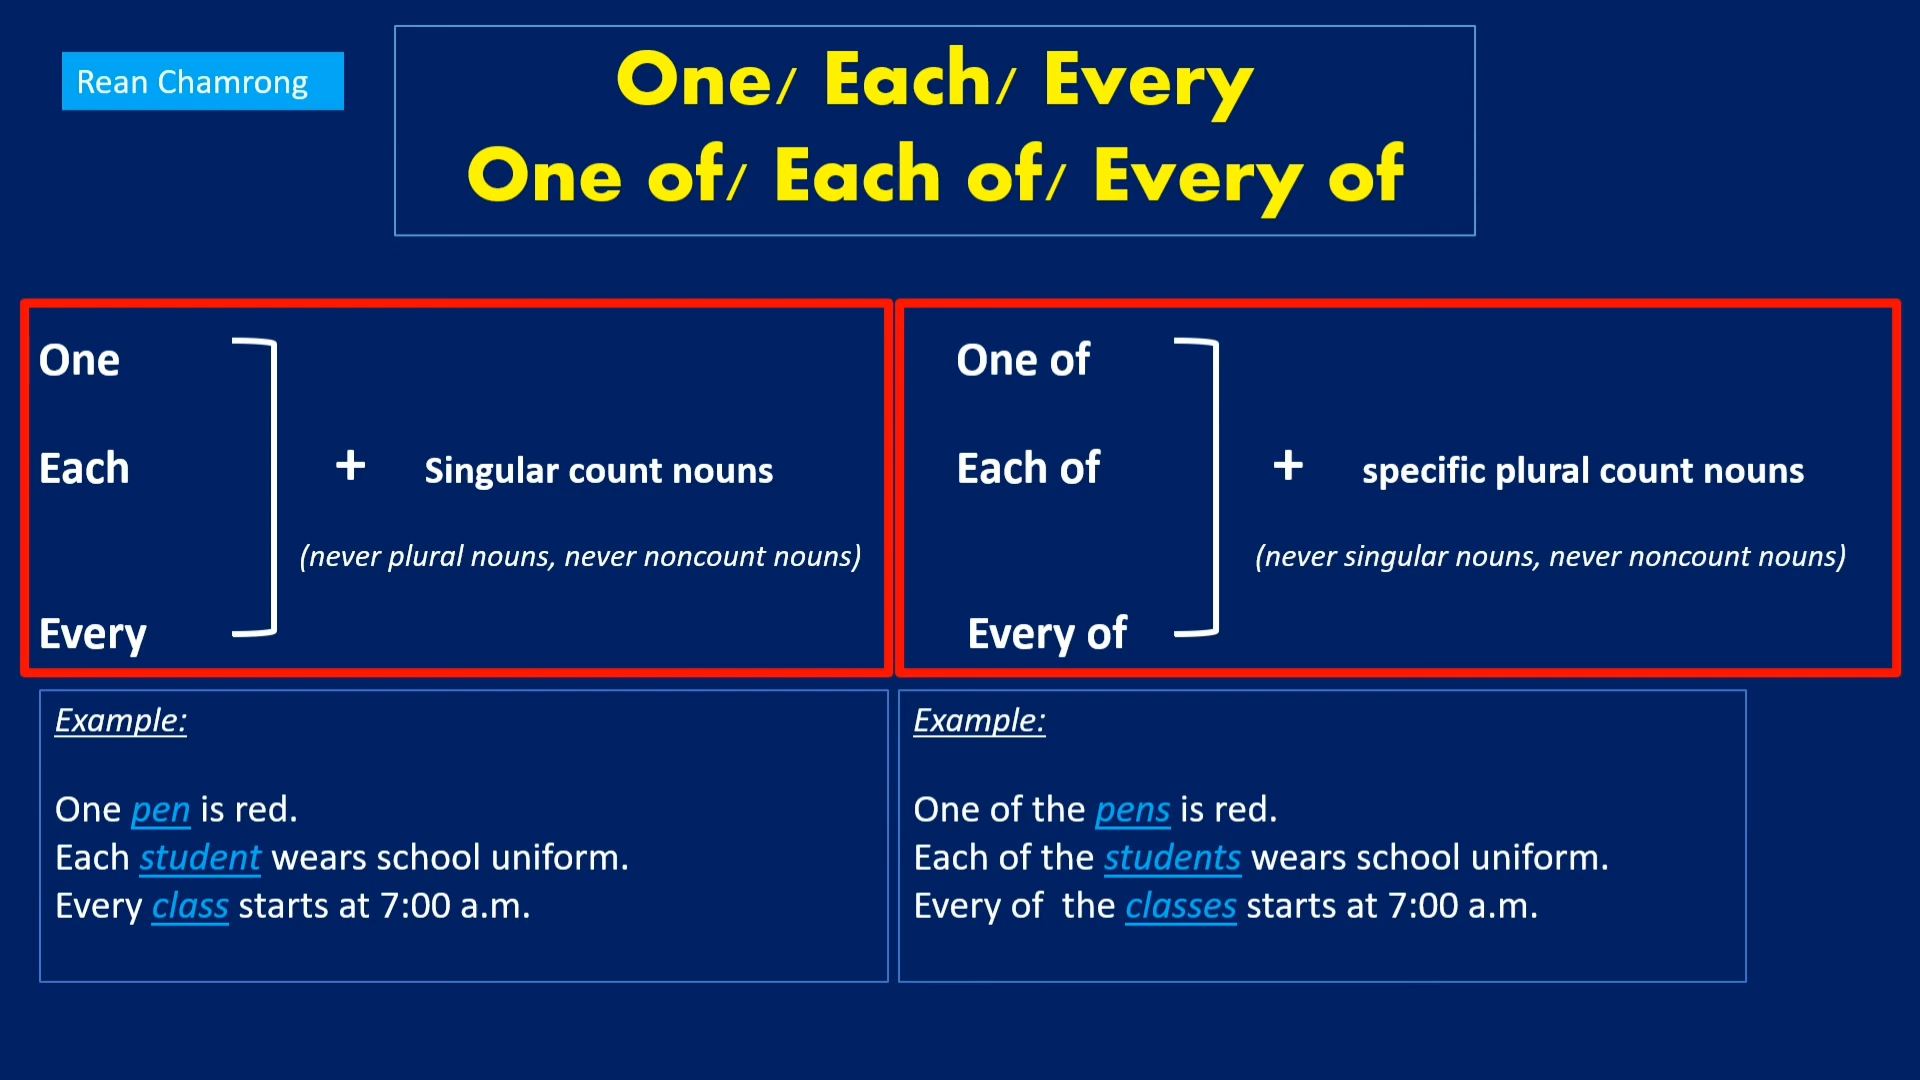 Rean Chamrong
One/ Each/ Every
One of/ Each of/ Every of
One
Each
+ Singular count nouns
(never plural nouns, never noncount nouns)
Every
One of
Each of
+ specific plural count nouns
(never singular nouns, never noncount nouns)
Every of
Example:
One pen is red.
Each student wears school uniform.
Every class starts at 7:00 a.m.
Example:
One of the pens is red.
Each of the students wears school uniform.
Every of  the classes starts at 7:00 a.m.